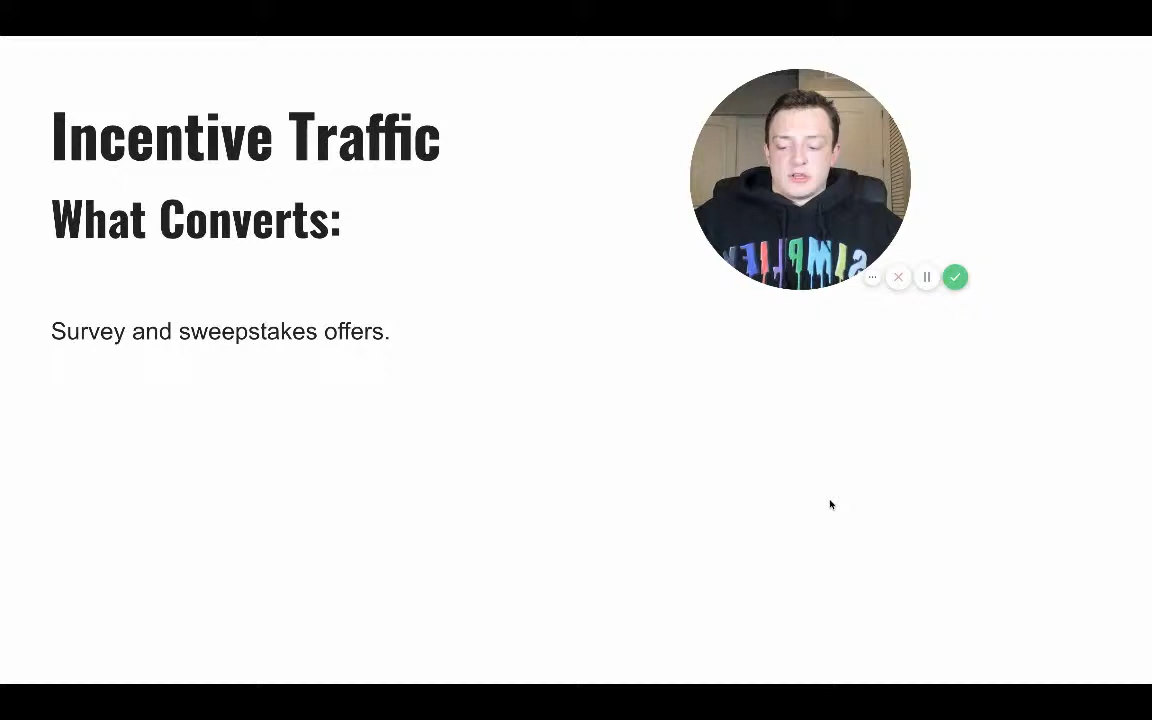 Incentive Traffic
What Converts:
Survey and sweepstakes offers.